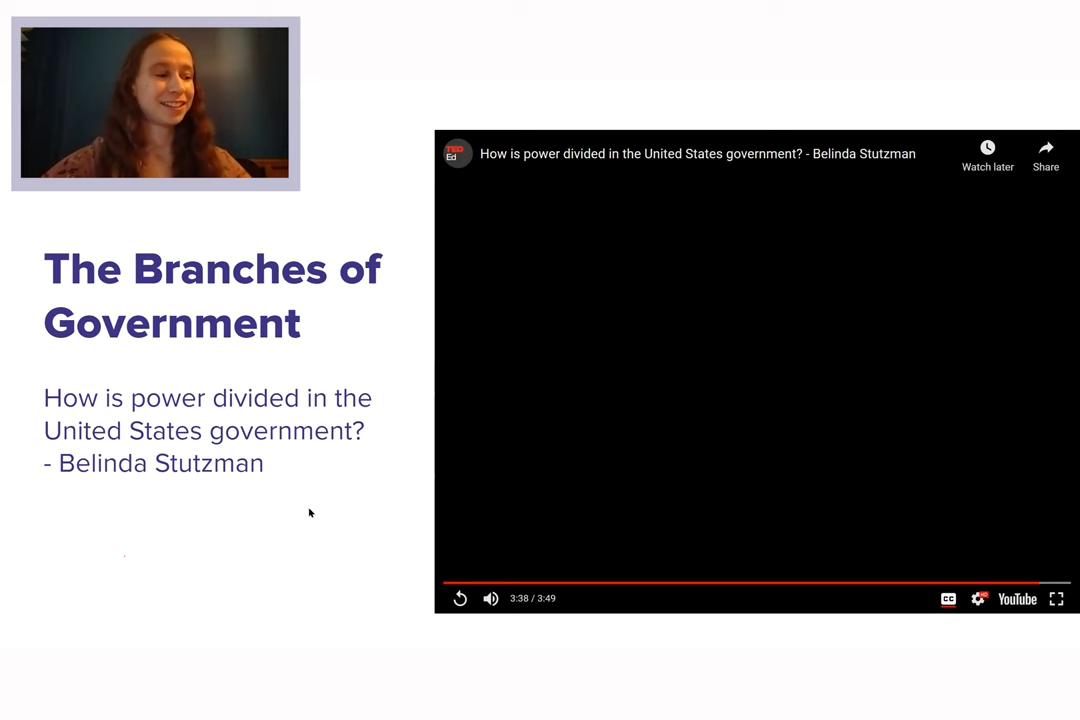 The Branches of
Government
How is power divided in the
United States government?
- Belinda Stutzman
TED
Ed
How is power divided in the United States government? - Belinda Stutzman
Watch later
Share
3:38 / 3:49
CC
HD
YouTube